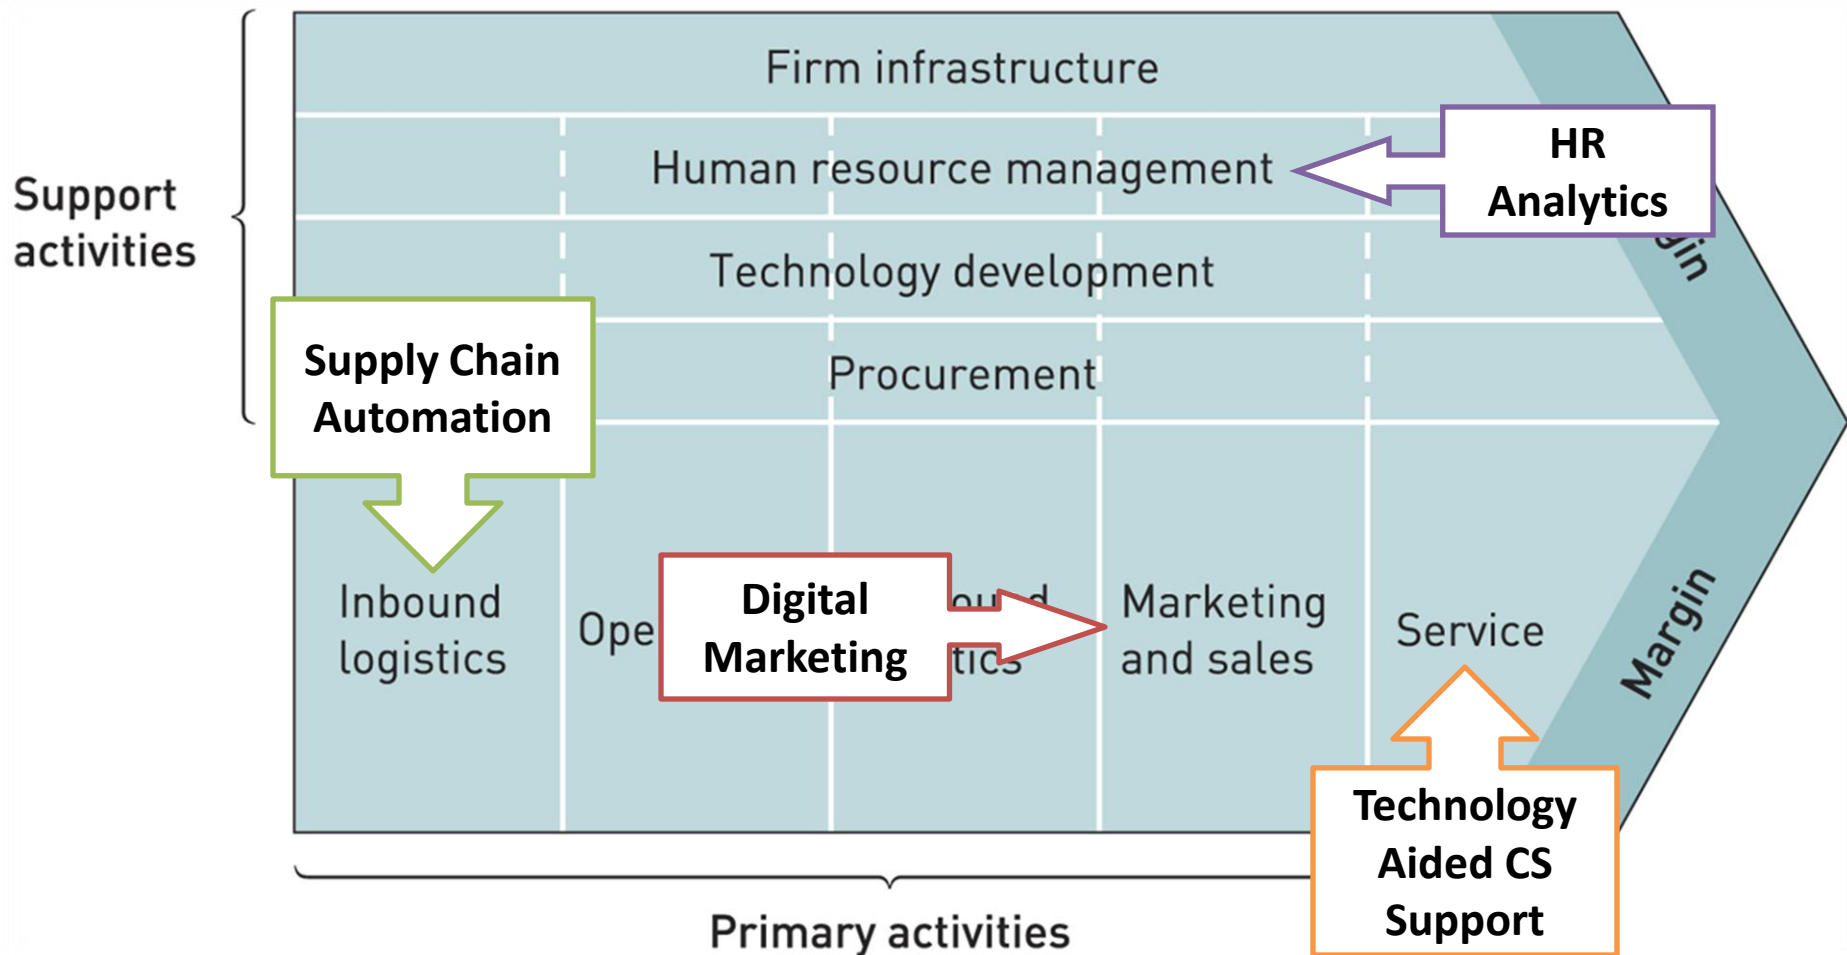 Firm infrastructure
HR
Analytics
Human resource management
Support
activities
Technology development
Supply Chain
Automation
Procurement
Inbound
logistics
Digital
Marketing
Marketing
and sales
Service
Margin
Technology
Aided CS
Support
Primary activities